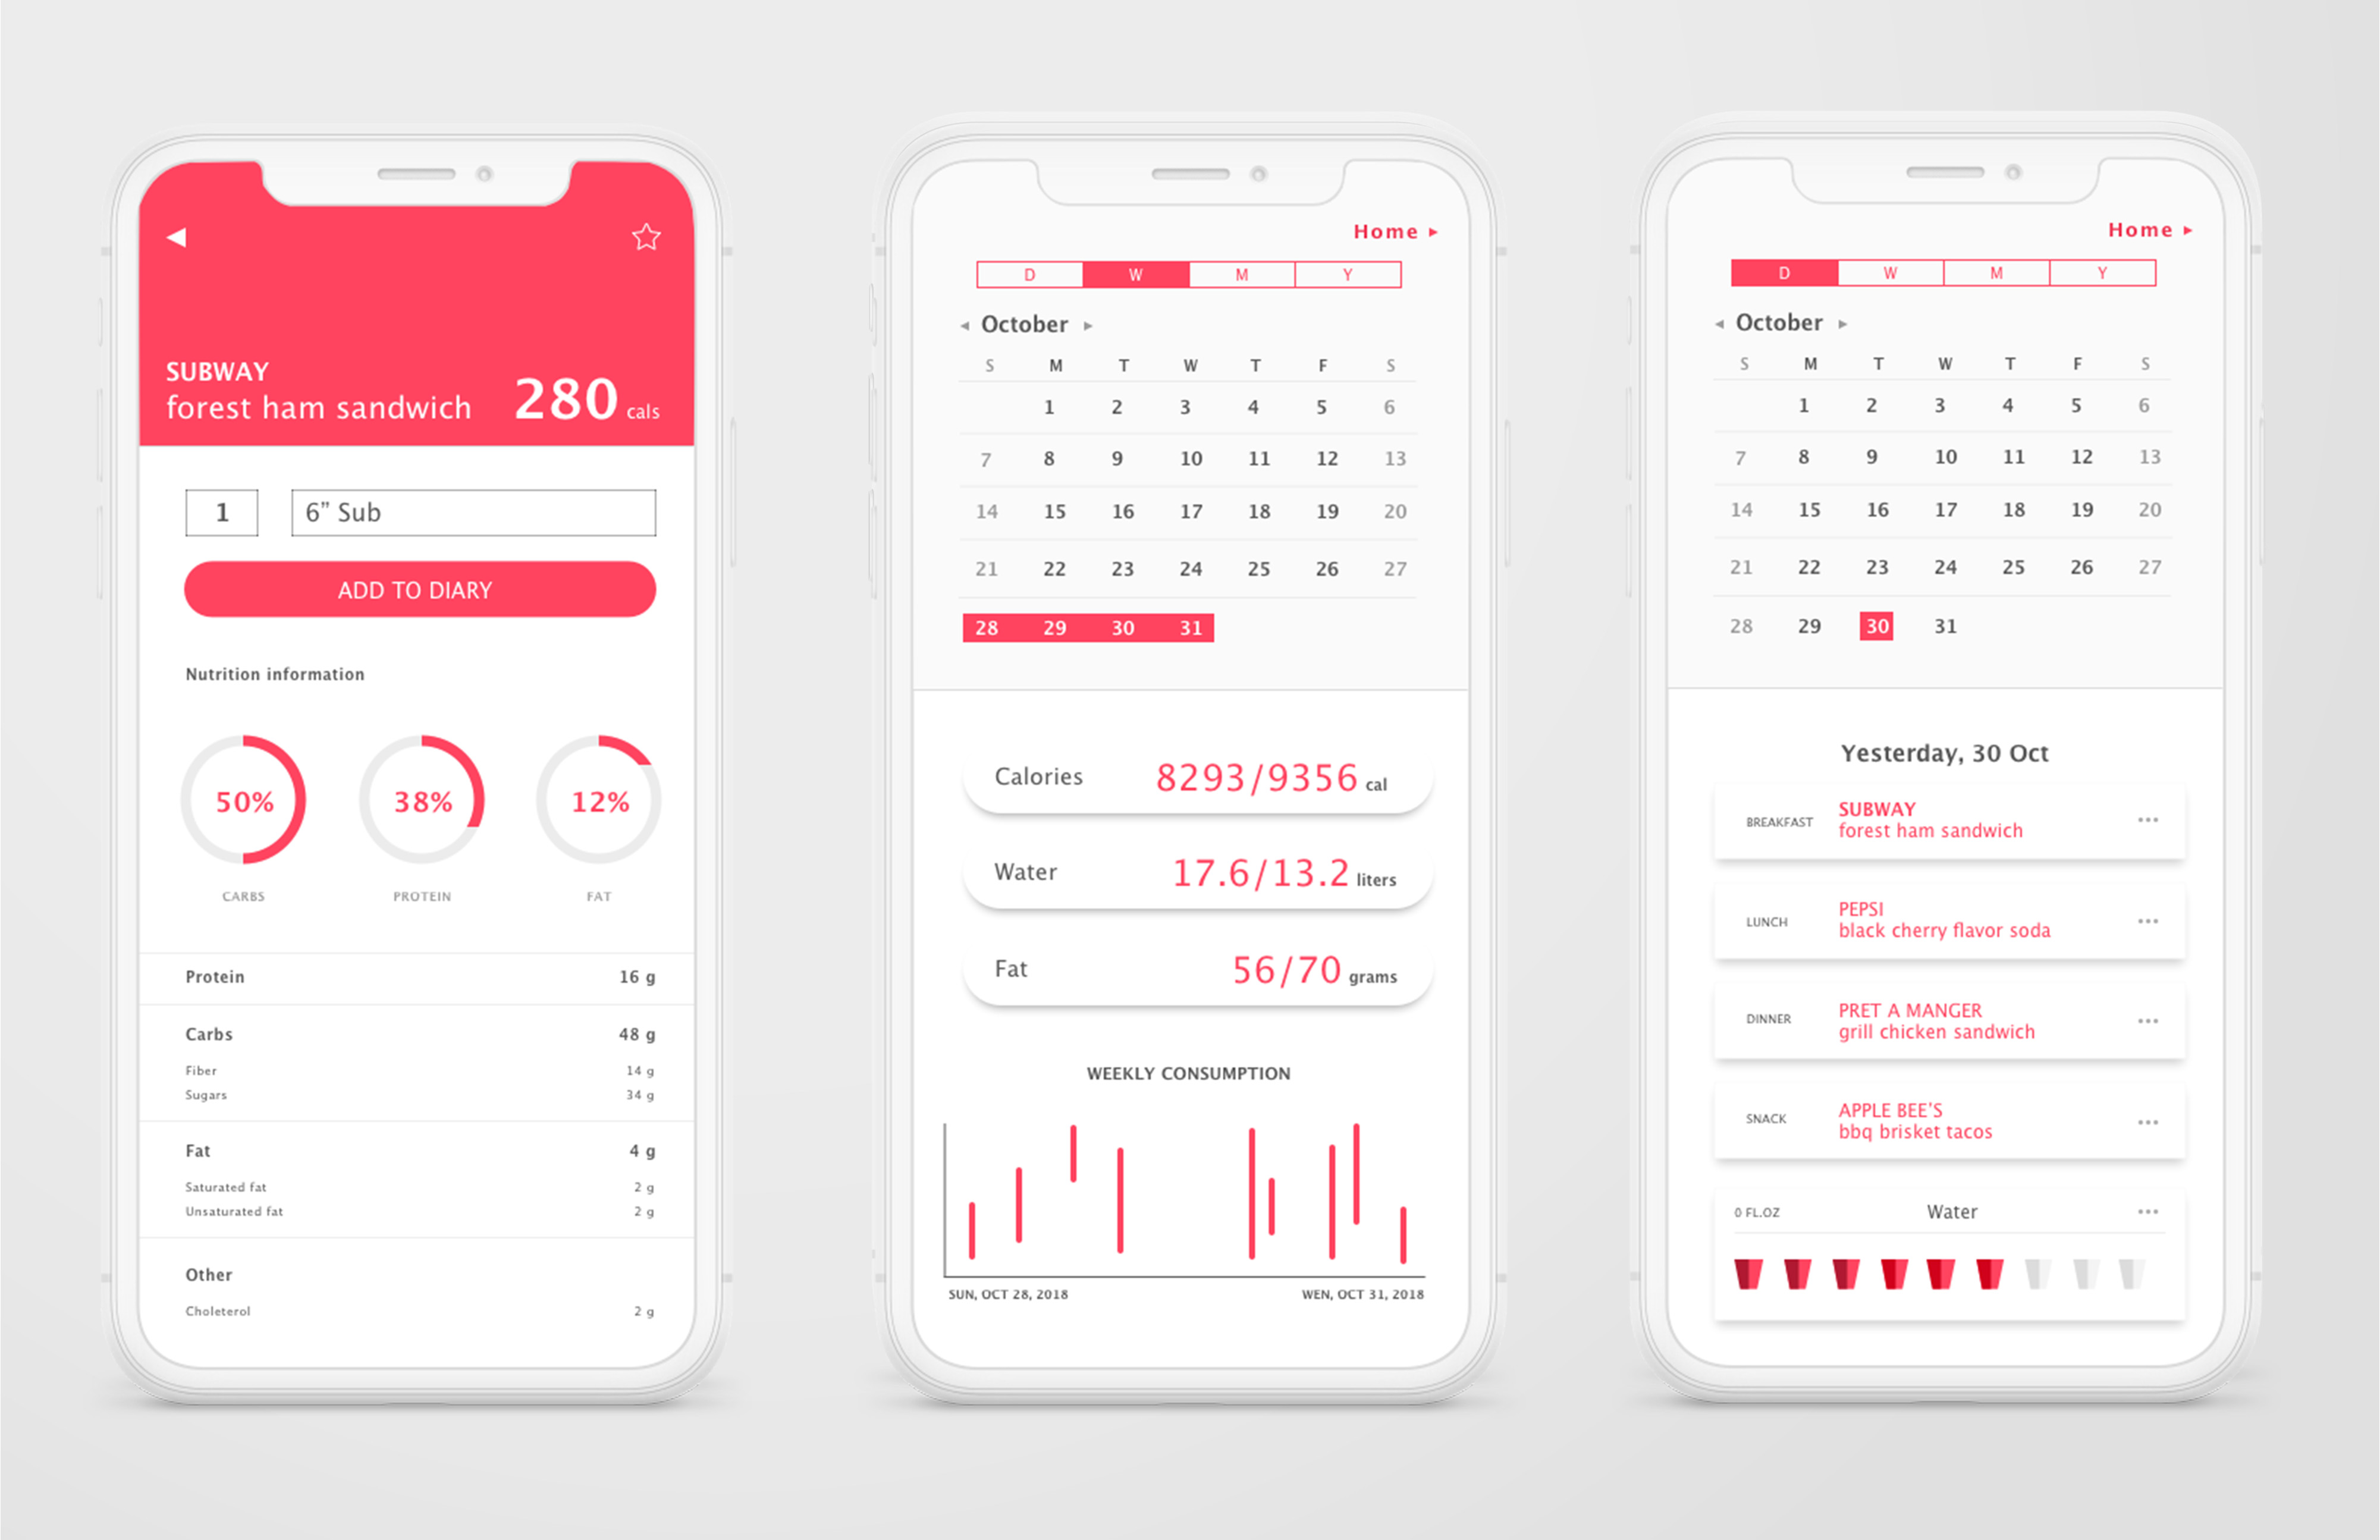 SUBWAY
forest ham sandwich 280 cals
1 6” Sub
ADD TO DIARY
Nutrition information
50% 38% 12%
CARBS PROTEIN FAT
Protein 16 g
Carbs 48 g
Fiber 14 g
Sugars 34 g
Fat 4 g
Saturated fat 2 g
Unsaturated fat 2 g
Other
Choleterol 2 g
Home
D W M Y
October
S M T W T F S
1 2 3 4 5 6
7 8 9 10 11 12 13
14 15 16 17 18 19 20
21 22 23 24 25 26 27
28 29 30 31
Calories 8293/9356 cal
Water 17.6/13.2 liters
Fat 56/70 grams
WEEKLY CONSUMPTION
SUN, OCT 28, 2018 WEN, OCT 31, 2018
Home
D W M Y
October
S M T W T F S
1 2 3 4 5 6
7 8 9 10 11 12 13
14 15 16 17 18 19 20
21 22 23 24 25 26 27
28 29 30 31
Yesterday, 30 Oct
BREAKFAST SUBWAY
forest ham sandwich
LUNCH PEPSI
black cherry flavor soda
DINNER PRET A MANGER
grill chicken sandwich
SNACK APPLE BEE’S
bbq brisket tacos
0 FL.OZ Water